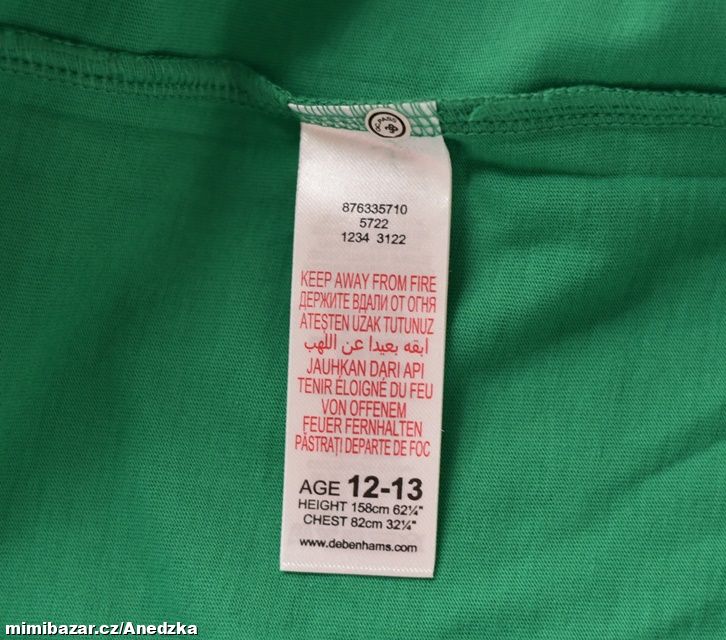 QC PASS
876335710
5722
1234 3122
KEEP AWAY FROM FIRE
ДЕРЖИТЕ ВДАЛИ ОТ ОГНЯ
ATEŞTEN UZAK TUTUNUZ
ابقه بعيدا عن اللهب
JAUHKAN DARI API
TENIR ÉLOIGNÉ DU FEU
VON OFFENEM
FEUER FERNHALTEN
PĂSTRAȚI DEPARTE DE FOC
AGE 12-13
HEIGHT 158cm 62¼"
CHEST 82cm 32¼"
www.debenhams.com
mimibazar.cz/Anedzka